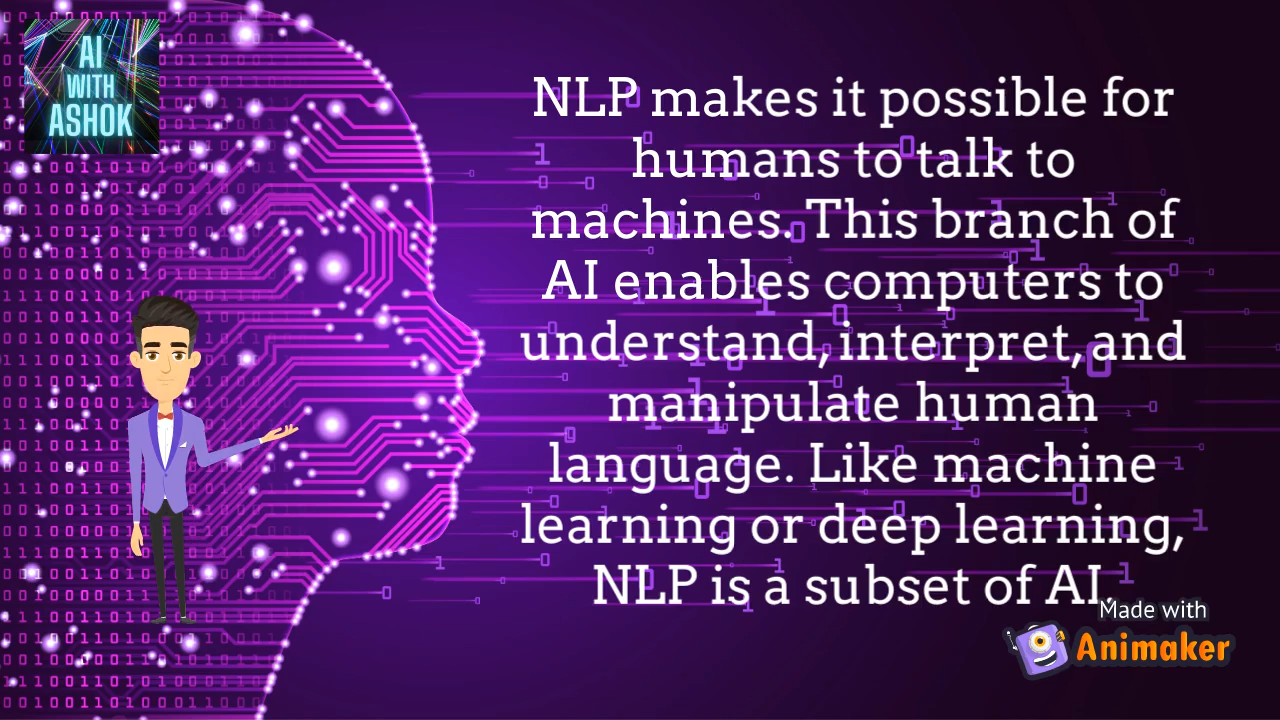 AI
WITH
ASHOK
NLP makes it possible for
humans to talk to
machines. This branch of
AI enables computers to
understand, interpret, and
manipulate human
language. Like machine
learning or deep learning,
NLP is a subset of AI.
Made with
Animaker